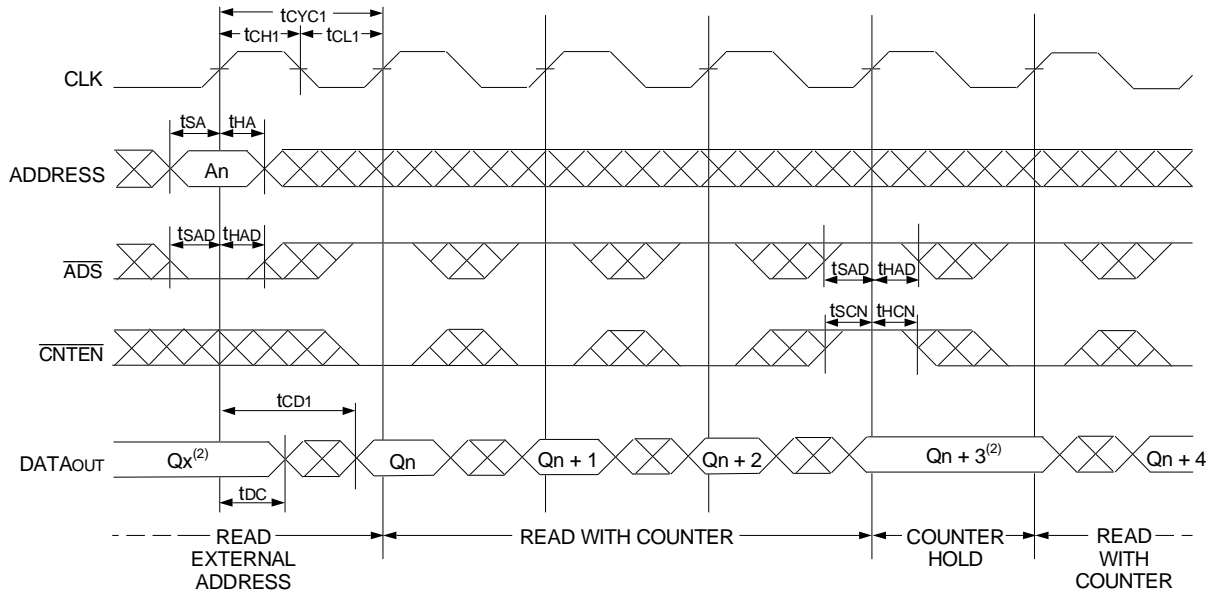 tCYC1
tCH1 tCL1
CLK
tSA tHA
ADDRESS An
tSAD tHAD
ADS
tSAD tHAD
tSCN tHCN
CNTEN
tCD1
DATAOUT Qx(2) Qn Qn + 1 Qn + 2 Qn + 3(2) Qn + 4
tDC
READ EXTERNAL ADDRESS
READ WITH COUNTER
COUNTER HOLD
READ WITH COUNTER